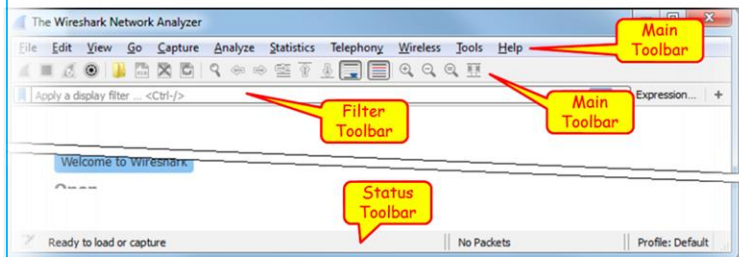 The Wireshark Network Analyzer
Main
Toolbar
File Edit View Go Capture Analyze Statistics Telephony Wireless Tools Help
Apply a display filter ... <Ctrl-/>
Expression... +
Filter
Toolbar
Main
Toolbar
Welcome to Wireshark
Open
Status
Toolbar
Ready to load or capture
No Packets
Profile: Default